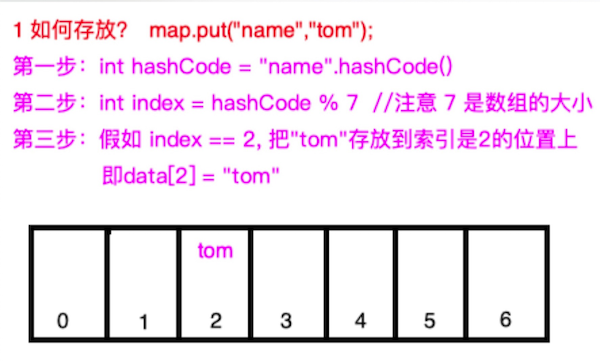 1 如何存放? map.put("name","tom");
第一步：int hashCode = "name".hashCode()
第二步：int index = hashCode % 7 //注意 7 是数组的大小
第三步：假如 index == 2, 把"tom"存放到索引是2的位置上
即data[2] = "tom"
tom
0 1 2 3 4 5 6